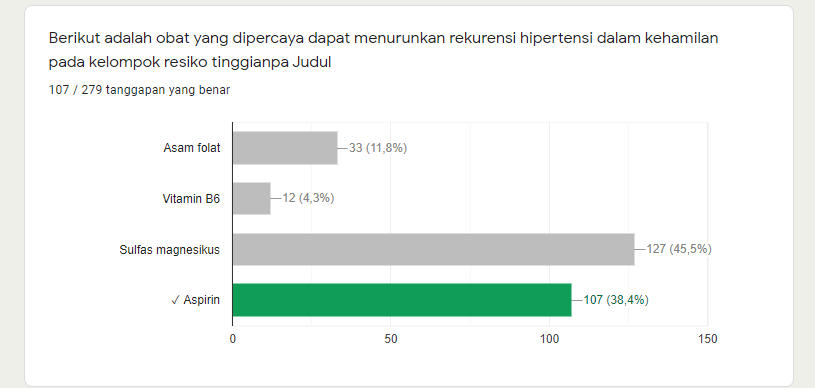 Berikut adalah obat yang dipercaya dapat menurunkan rekurensi hipertensi dalam kehamilan
pada kelompok resiko tinggianpa Judul
107 / 279 tanggapan yang benar
Asam folat
33 (11,8%)
Vitamin B6
12 (4,3%)
Sulfas magnesikus
127 (45,5%)
✓ Aspirin
107 (38,4%)
0 50 100 150